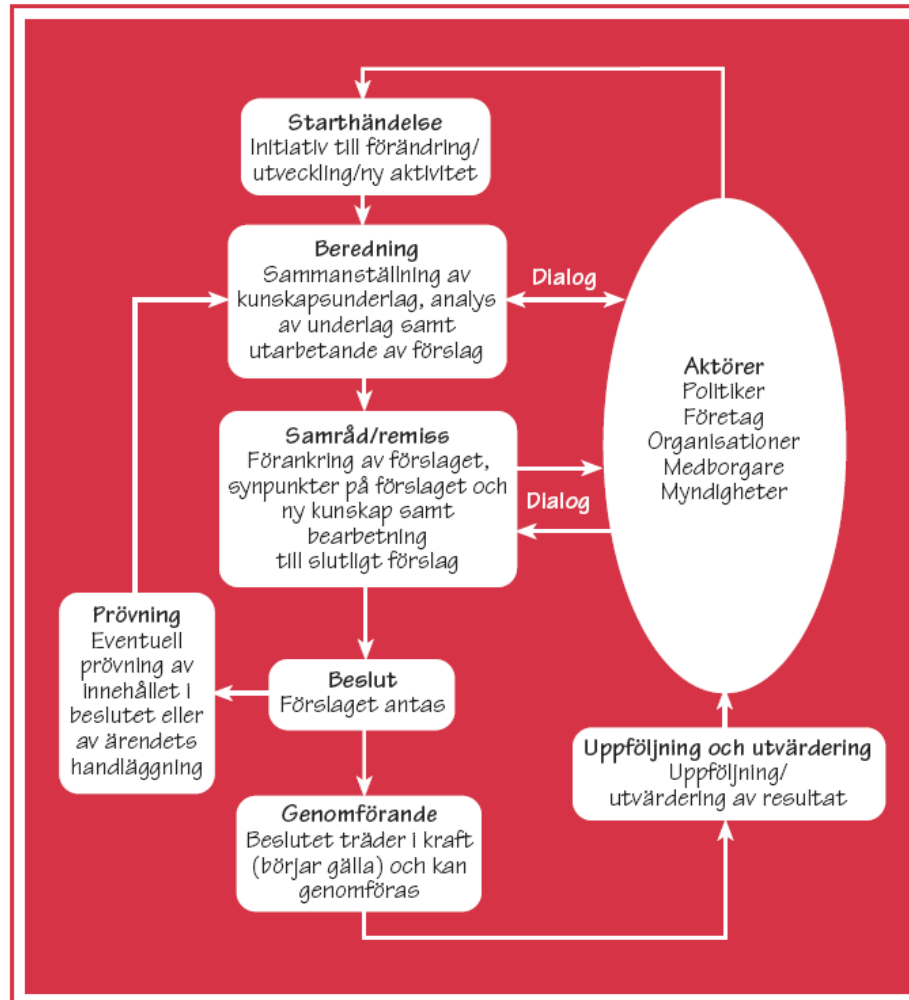 Starthändelse
Initiativ till förändring/
utveckling/ny aktivitet
Beredning
Sammanställning av
kunskapsunderlag, analys
av underlag samt
utarbetande av förslag
Dialog
Samråd/remiss
Förankring av förslaget,
synpunkter på förslaget och
ny kunskap samt
bearbetning
till slutligt förslag
Dialog
Aktörer
Politiker
Företag
Organisationer
Medborgare
Myndigheter
Prövning
Eventuell
prövning av
innehållet i
beslutet eller
av ärendets
handläggning
Beslut
Förslaget antas
Genomförande
Beslutet träder i kraft
(börjar gälla) och kan
genomföras
Uppföljning och utvärdering
Uppföljning/
utvärdering av resultat